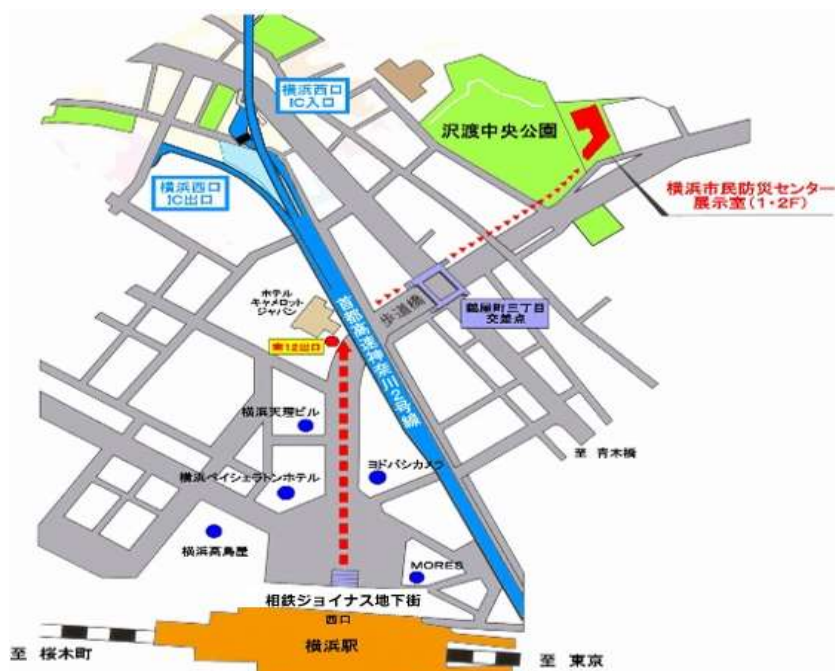 横浜西口
IC入口
沢渡中央公園
横浜西口
IC出口
横浜市民防災センター
展示室(1・2F)
ホテル
キャメロット
ジャパン
歩道橋
鶴屋町三丁目
交差点
首都高速神奈川2号線
南12出口
横浜天理ビル
至 青木橋
ヨドバシカメラ
横浜ベイシェラトンホテル
横浜高島屋
MORES
相鉄ジョイナス地下街
西口
横浜駅
至 桜木町
至 東京